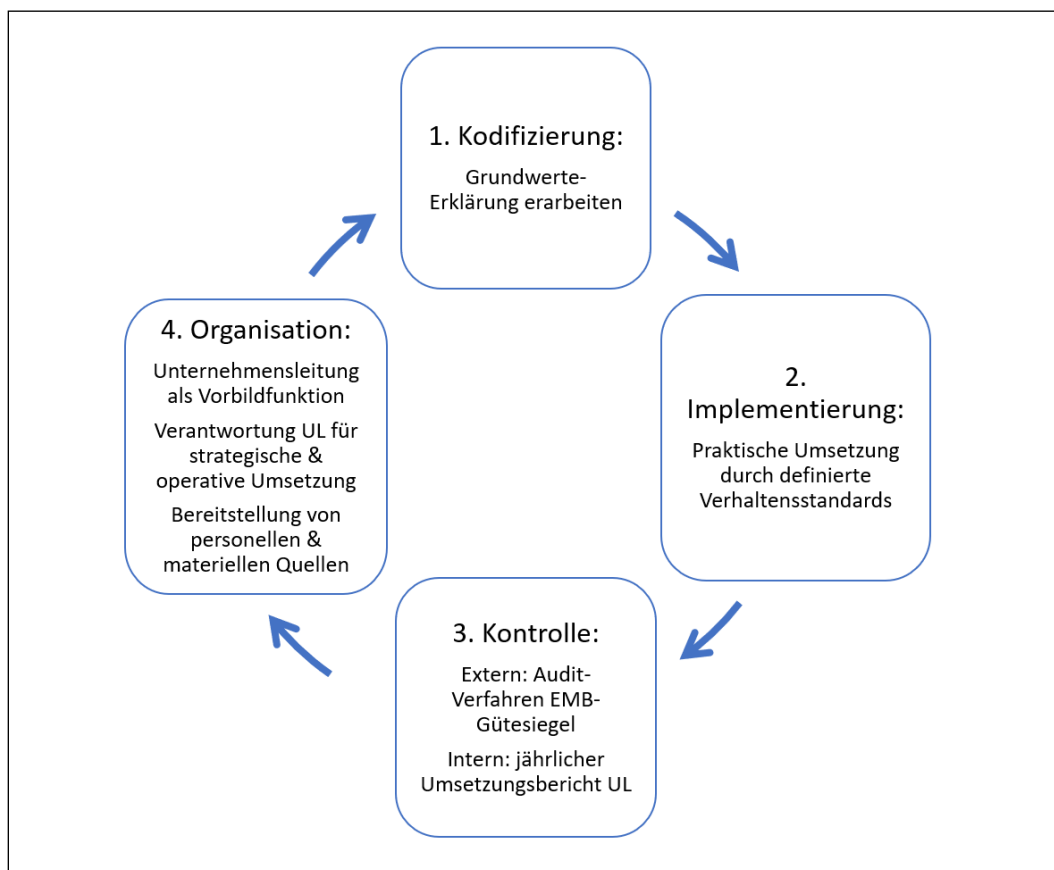 1. Kodifizierung:
Grundwerte-
Erklärung erarbeiten
2.
Implementierung:
Praktische Umsetzung
durch definierte
Verhaltensstandards
3. Kontrolle:
Extern: Audit-
Verfahren EMB-
Gütesiegel
Intern: jährlicher
Umsetzungsbericht UL
4. Organisation:
Unternehmensleitung
als Vorbildfunktion
Verantwortung UL für
strategische &
operative Umsetzung
Bereitstellung von
personellen &
materiellen Quellen